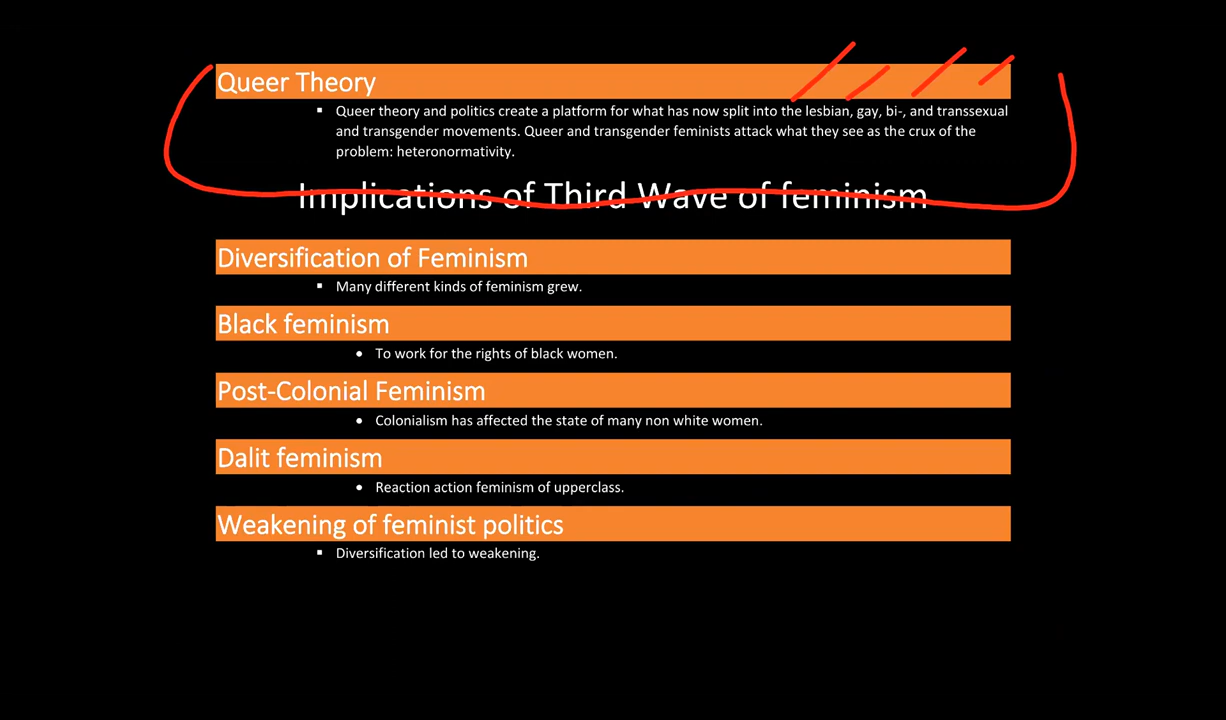 Queer Theory
▪ Queer theory and politics create a platform for what has now split into the lesbian, gay, bi-, and transsexual
and transgender movements. Queer and transgender feminists attack what they see as the crux of the
problem: heteronormativity.
Implications of Third Wave of feminism
Diversification of Feminism
▪ Many different kinds of feminism grew.
Black feminism
• To work for the rights of black women.
Post-Colonial Feminism
• Colonialism has affected the state of many non white women.
Dalit feminism
• Reaction action feminism of upperclass.
Weakening of feminist politics
▪ Diversification led to weakening.